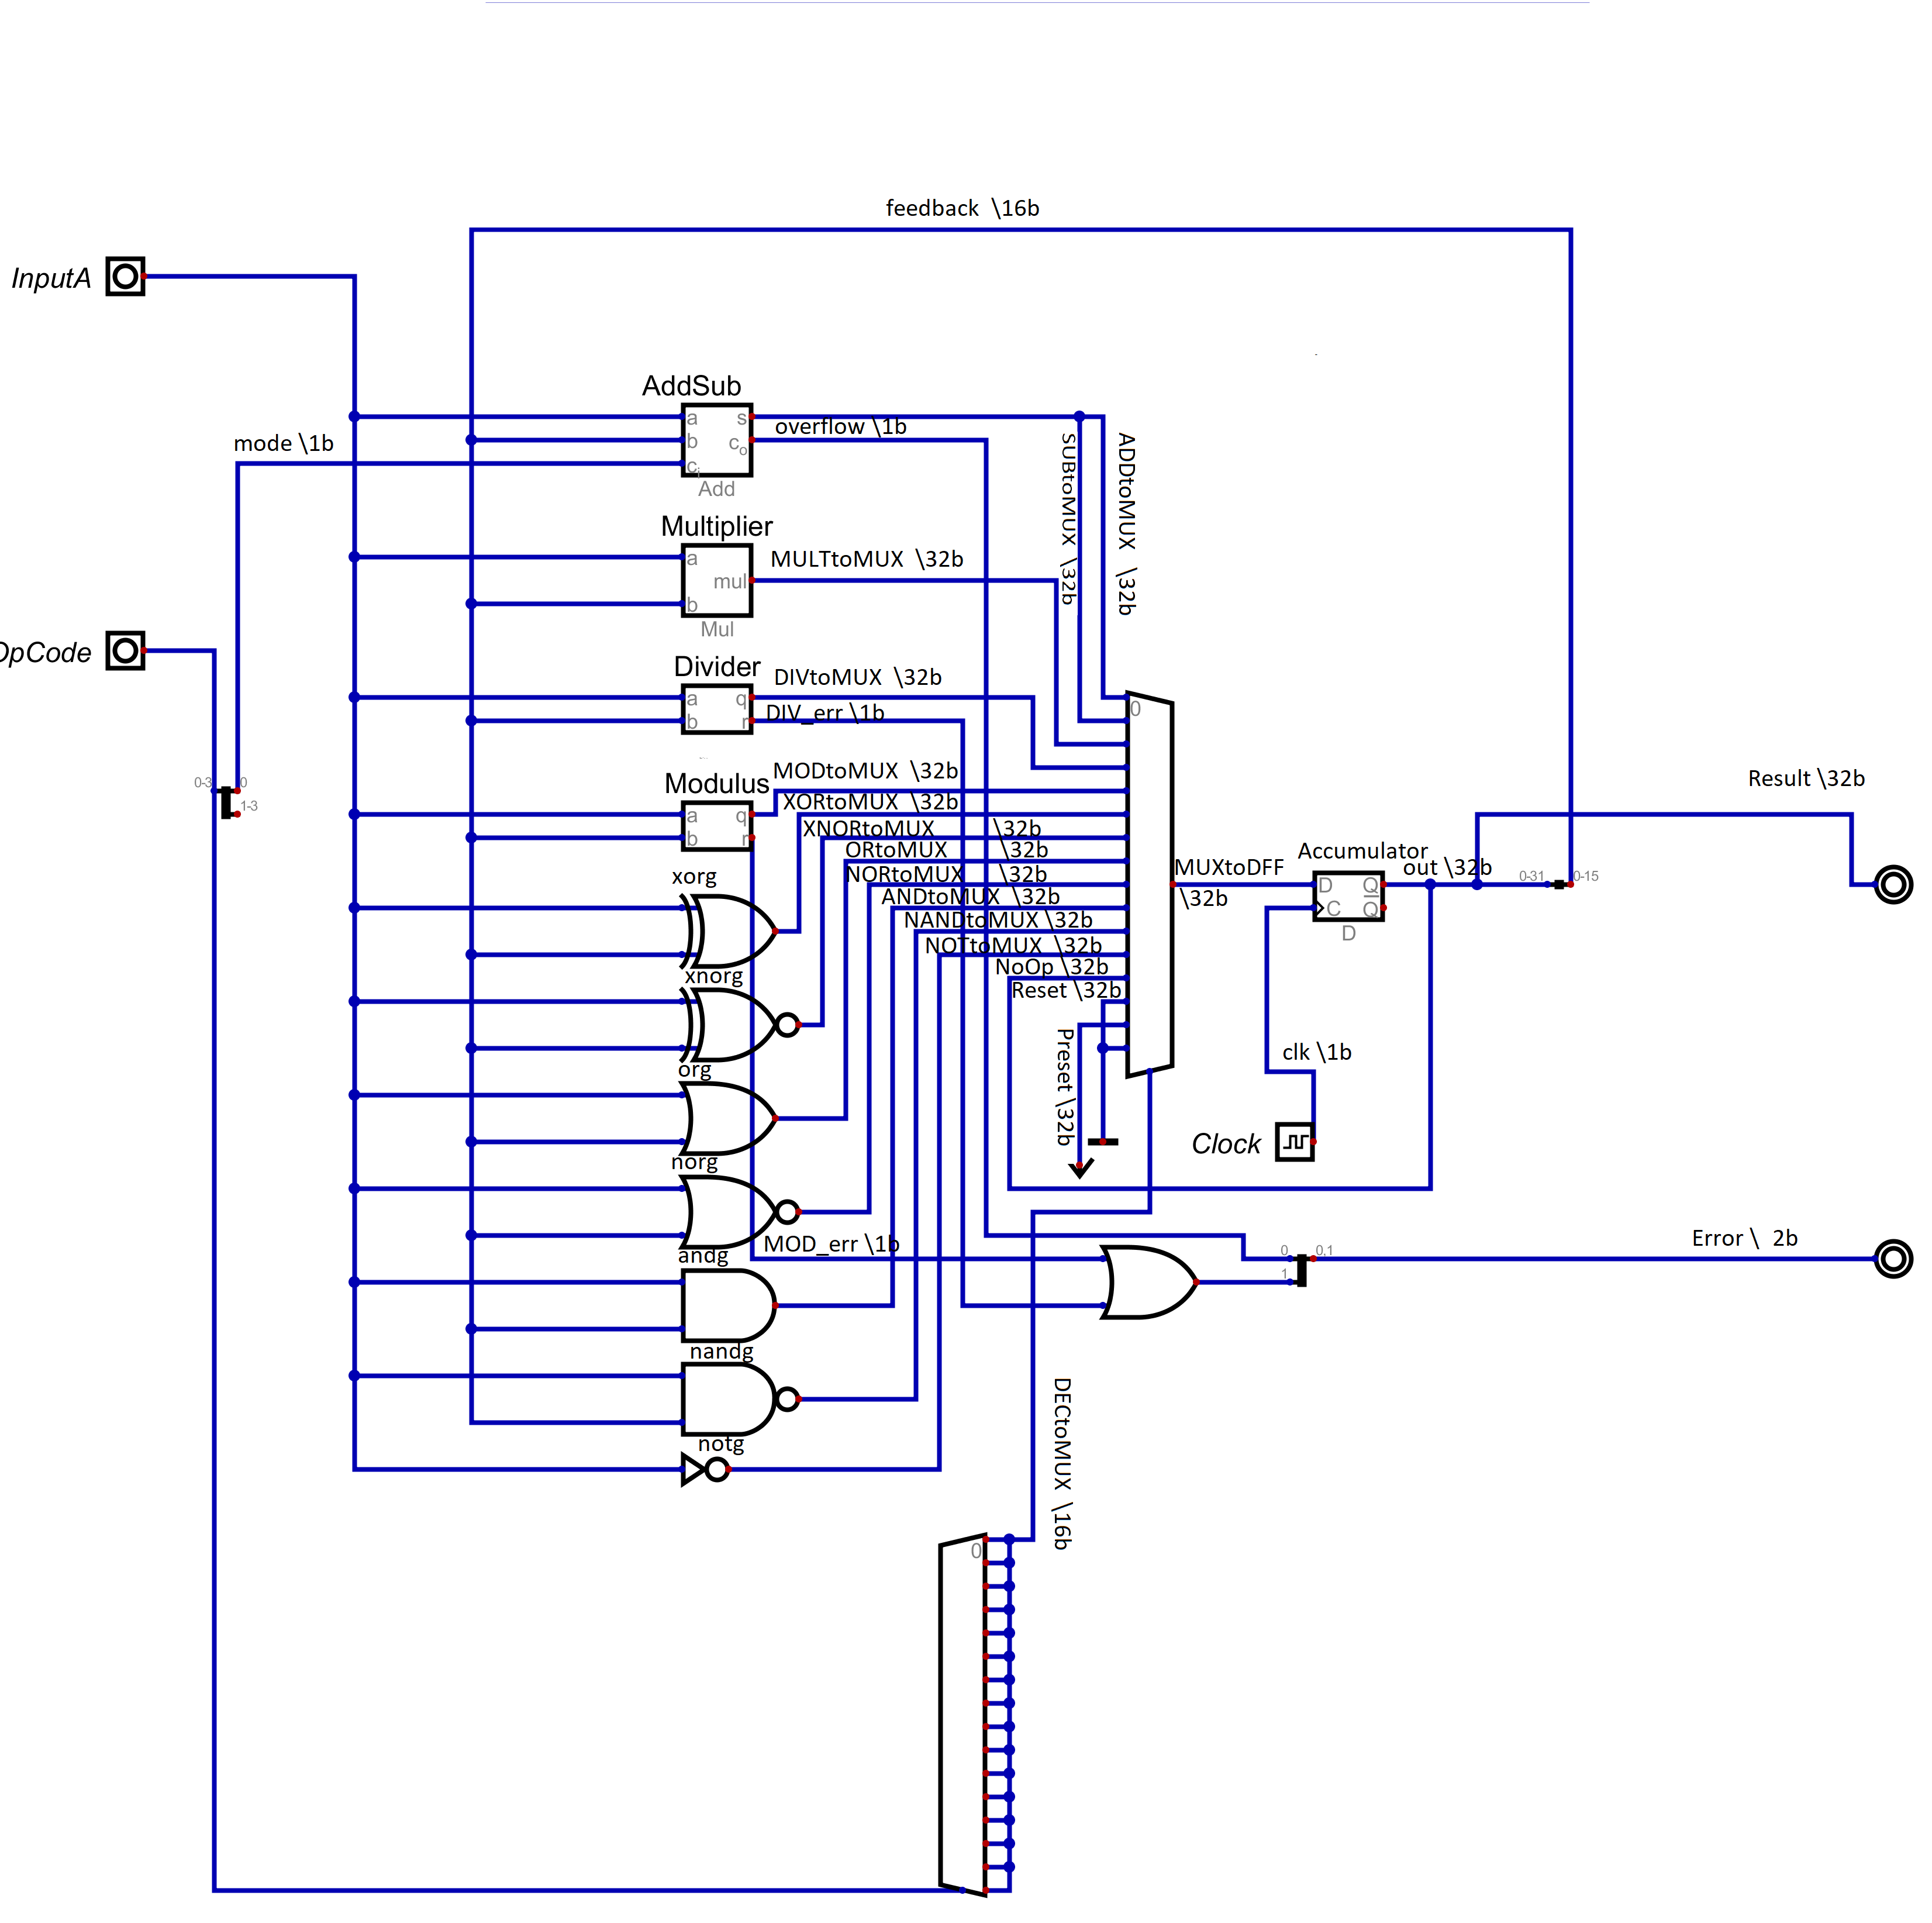 feedback \16b
InputA
AddSub
a s
overflow \1b
b co
mode \1b
ci
Add
SUBtoMUX \32b
ADDtoMUX \32b
Multiplier
MULTtoMUX \32b
a
mul
b
Mul
OpCode
Divider
DIVtoMUX \32b
a q
DIV_err \1b
b r
0
Modulus
MODtoMUX \32b
0-3 0
1-3
a q
XORtoMUX \32b
b r
XNORtoMUX \32b
Result \32b
ORtoMUX \32b
Accumulator
xorg
NORtoMUX \32b
MUXtoDFF
\32b
out \32b
0-31 0-15
D Q
C Q
D
ANDtoMUX \32b
NANDtoMUX \32b
NOTtoMUX \32b
xnorg
NoOp \32b
Reset \32b
Preset \32b
clk \1b
org
Clock
norg
MOD_err \1b
andg
0 0,1
1
Error \ 2b
nandg
notg
DECtoMUX \16b
0